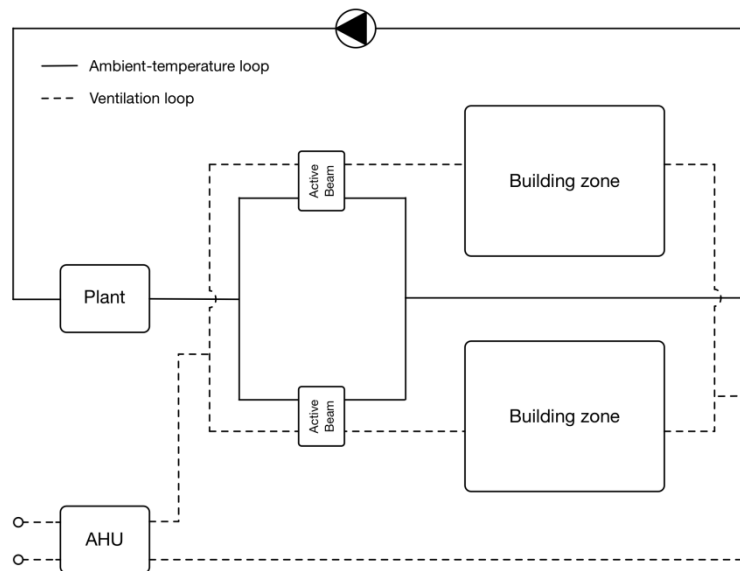 Ambient-temperature loop
Ventilation loop
Active
Beam
Building zone
Plant
Active
Beam
Building zone
AHU